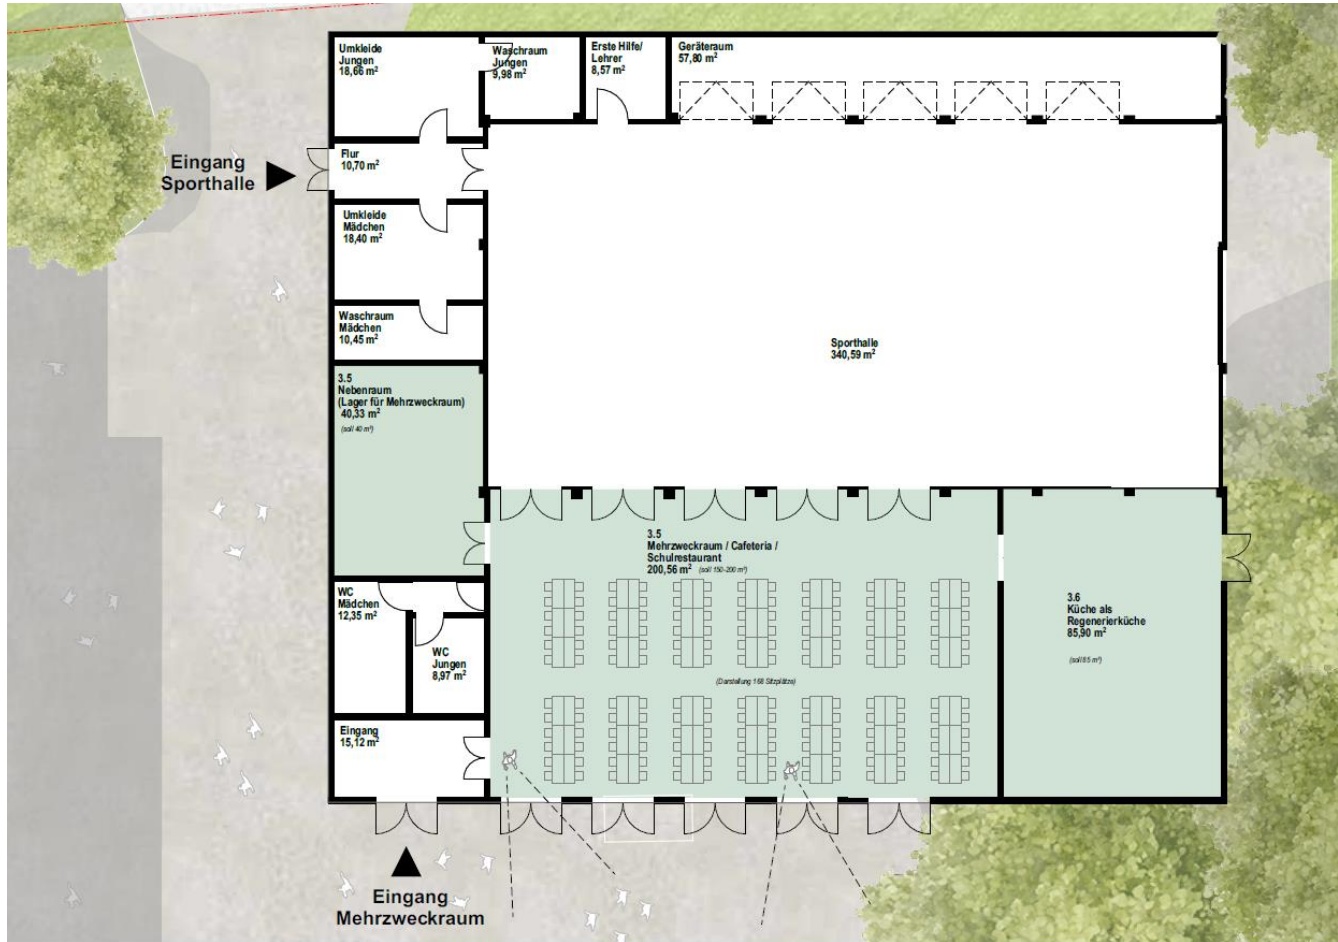 Umkleide
Jungen
18,66 m²
Waschraum
Jungen
9,98 m²
Erste Hilfe/
Lehrer
8,57 m²
Geräteraum
57,80 m²
Eingang
Sporthalle
Flur
10,70 m²
Umkleide
Mädchen
18,40 m²
Waschraum
Mädchen
10,45 m²
Sporthalle
340,59 m²
3.5
Nebenraum
(Lager für Mehrzweckraum)
40,33 m²
(soll 40 m²)
3.5
Mehrzweckraum / Cafeteria /
Schulrestaurant
200,56 m² (soll 150-200 m²)
WC
Mädchen
12,35 m²
WC
Jungen
8,97 m²
3.6
Küche als
Regenerierküche
85,90 m²
(soll 85 m²)
(Darstellung 168 Sitzplätze)
Eingang
15,12 m²
Eingang
Mehrzweckraum